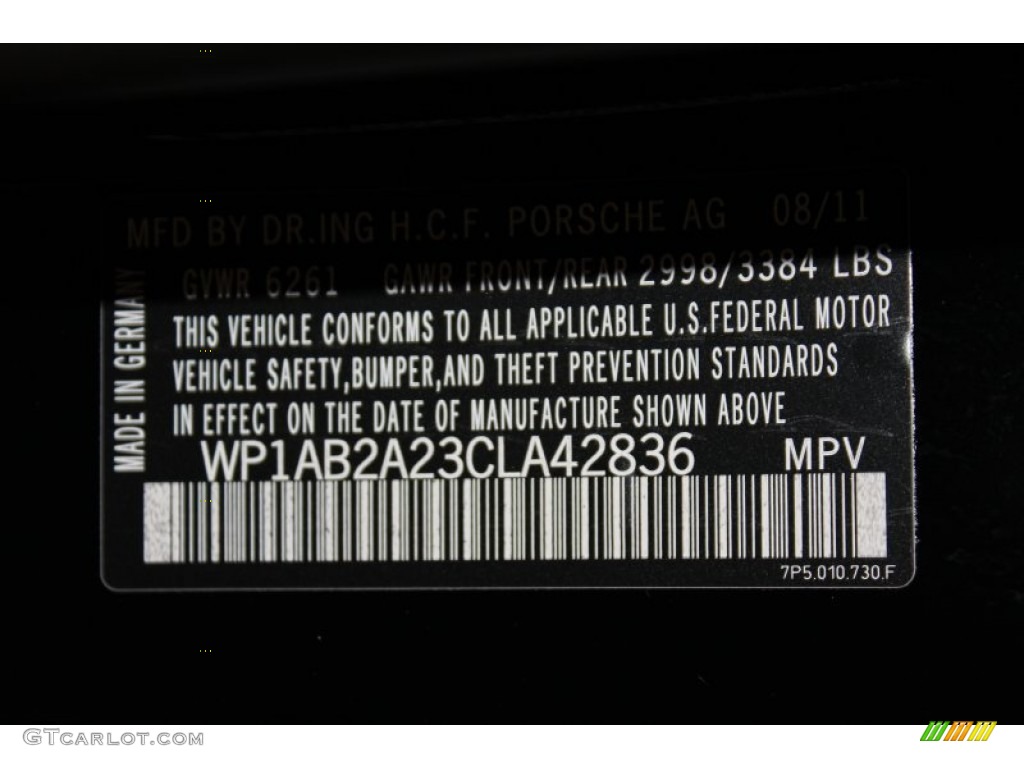 MFD BY DR.ING H.C.F. PORSCHE AG 08/11
GVWR 6261 GAWR FRONT/REAR 2998/3384 LBS
THIS VEHICLE CONFORMS TO ALL APPLICABLE U.S.FEDERAL MOTOR
VEHICLE SAFETY,BUMPER,AND THEFT PREVENTION STANDARDS
IN EFFECT ON THE DATE OF MANUFACTURE SHOWN ABOVE
MADE IN GERMANY
WP1AB2A23CLA42836 MPV
7P5.010.730.F
GTCARLOT.COM